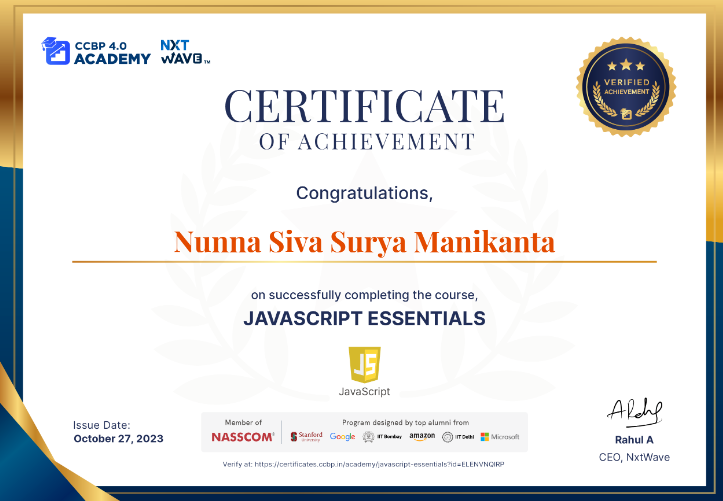 CCBP 4.0
ACADEMY
NXT
WAVE™
VERIFIED
ACHIEVEMENT
CERTIFICATE
OF ACHIEVEMENT
Congratulations,
Nunna Siva Surya Manikanta
on successfully completing the course,
JAVASCRIPT ESSENTIALS
JS
JavaScript
Issue Date:
October 27, 2023
Member of
NASSCOM®
Program designed by top alumni from
Stanford
Google
IIT Bombay
amazon
IIT Delhi
Microsoft
Rahul A
CEO, NxtWave
Verify at: https://certificates.ccbp.in/academy/javascript-essentials?id=ELENVNQIRP